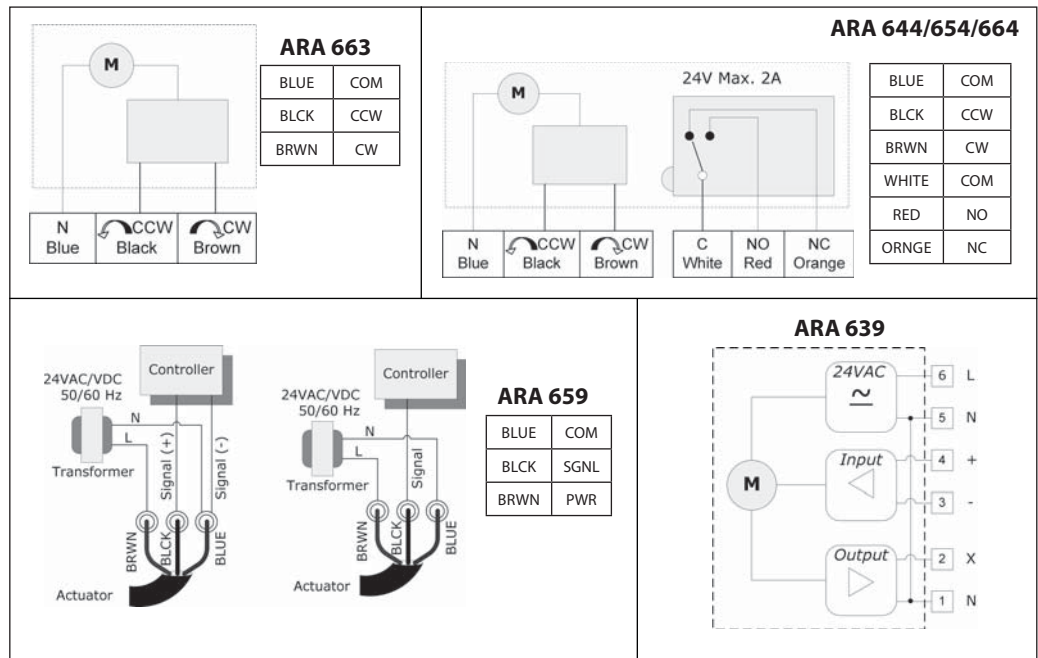 ARA 663
M
BLUE COM
BLCK CCW
BRWN CW
N CCW CW
Blue Black Brown
ARA 644/654/664
24V Max. 2A
M
BLUE COM
BLCK CCW
BRWN CW
WHITE COM
RED NO
ORNGE NC
N CCW CW C NO NC
Blue Black Brown White Red Orange
Controller
24VAC/VDC
50/60 Hz
N
L
Transformer
Signal (+)
Signal (-)
BRWN
BLCK
BLUE
Actuator
Controller
24VAC/VDC
50/60 Hz
N
L
Transformer
Signal
BRWN
BLCK
BLUE
Actuator
ARA 659
BLUE COM
BLCK SGNL
BRWN PWR
ARA 639
24VAC
~
6 L
5 N
Input
4 +
3 -
M
Output
2 X
1 N